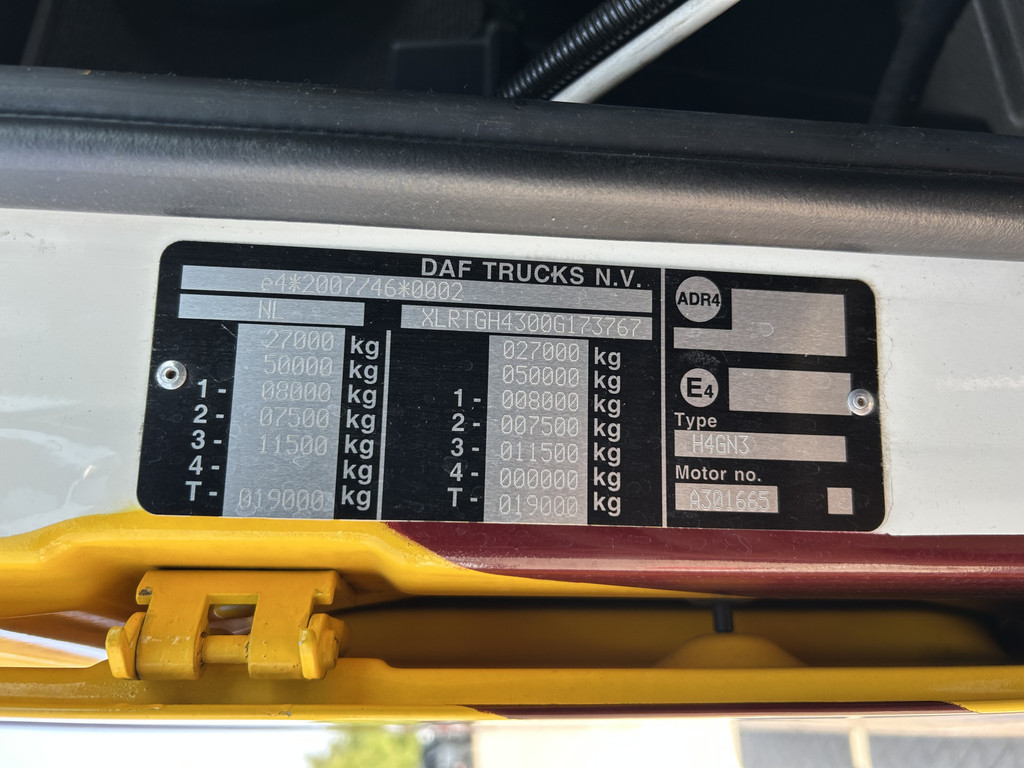 DAF TRUCKS N.V.
e4*2007/46*0002
NL
XLRTGH4300G173767
27000 kg
50000 kg
1- 08000 kg
2- 07500 kg
3- 11500 kg
4- kg
T- 019000 kg
027000 kg
050000 kg
1- 008000 kg
2- 007500 kg
3- 011500 kg
4- 000000 kg
T- 019000 kg
ADR4
E4
Type
H4GN3
Motor no.
A301665